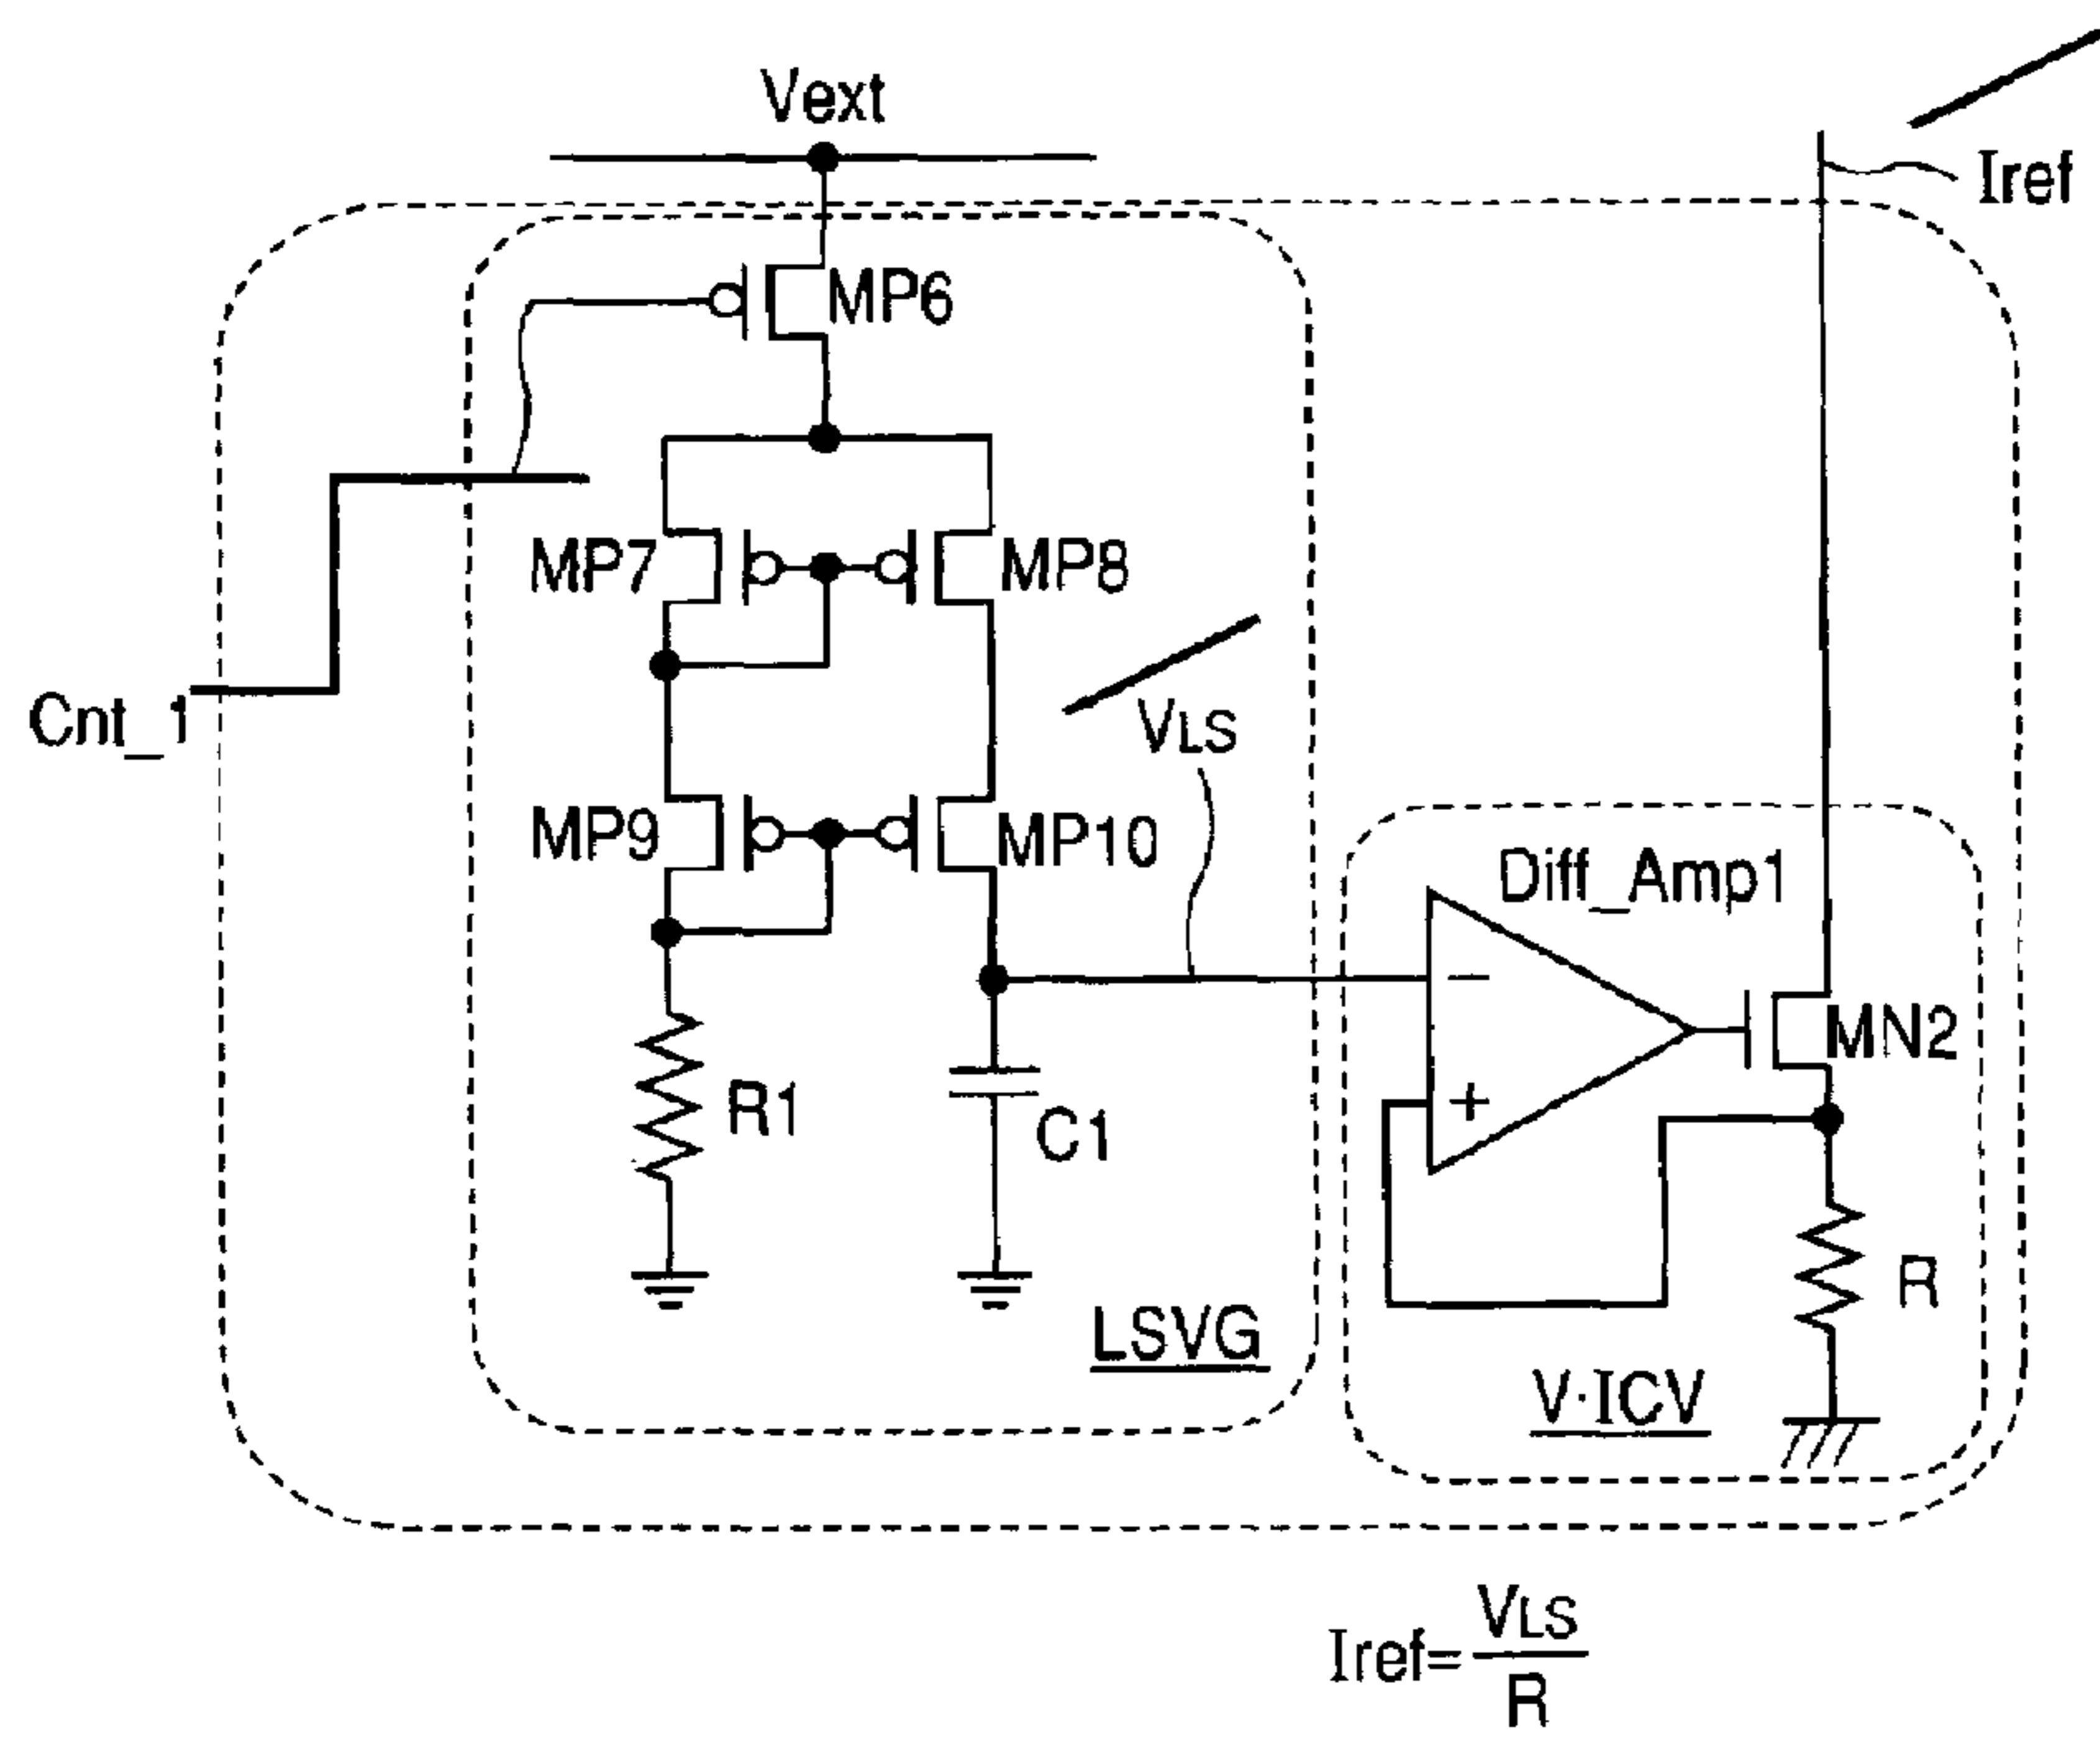 Vext
Iref
MP6
MP7
MP8
Cnt_1
VLS
MP9
MP10
Diff_Amp1
−
MN2
+
R1
C1
R
LSVG
V·ICV
Iref=VLS/R